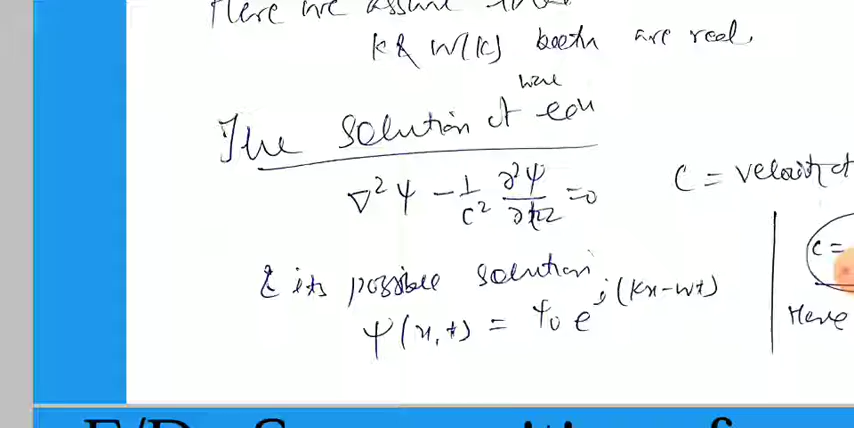 Here we assume
K & W(K) both are real.
wave
The Solution of eqn
∇²ψ - 1/c² ∂²ψ/∂t² = 0
C = velocity of
& its possible solution
C =
ψ(x,t) = ψ₀ e^{i(kx-wt)}
Here